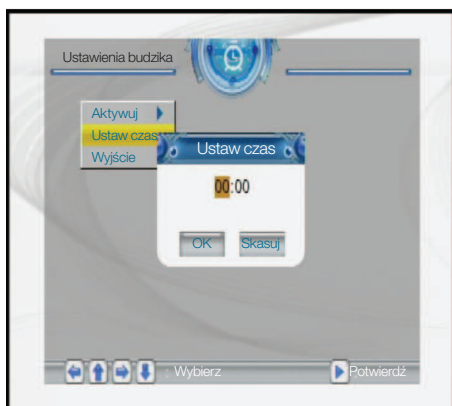 Ustawienia budzika
Aktywuj
Ustaw czas
Wyjście
Ustaw czas
00:00
OK Skasuj
: Wybierz Potwierdź